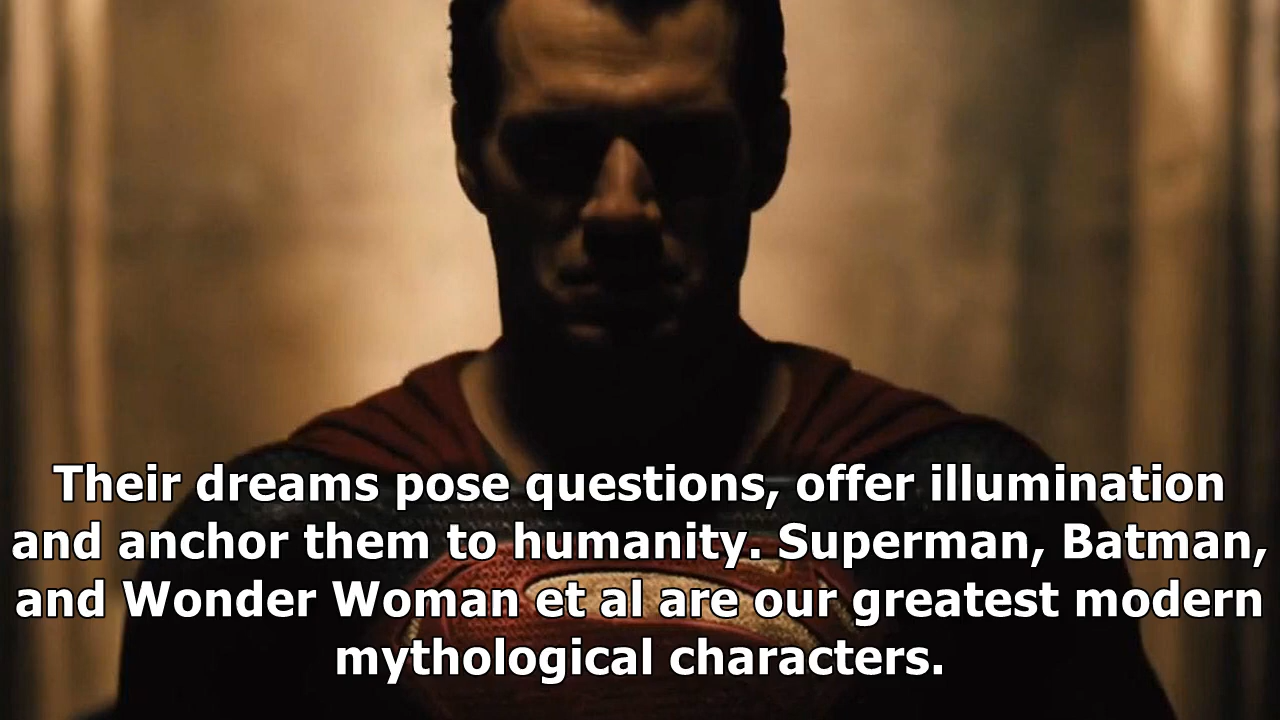 Their dreams pose questions, offer illumination
and anchor them to humanity. Superman, Batman,
and Wonder Woman et al are our greatest modern
mythological characters.